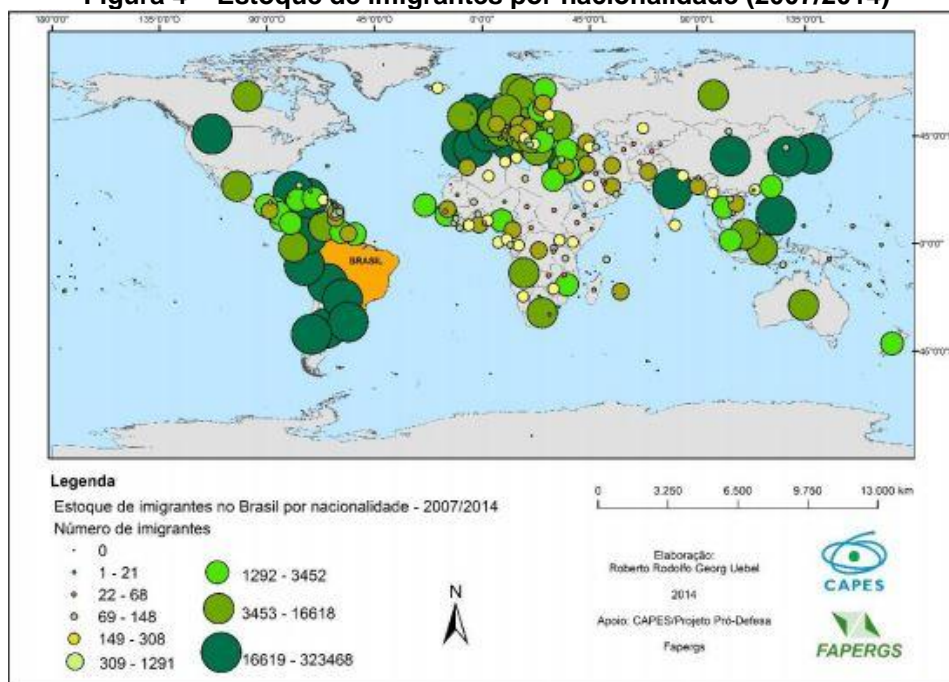 Figura 4 – Estoque de imigrantes por nacionalidade (2007/2014)
180°0'0" 135°0'0"O 90°0'0"O 45°0'0"O 0°0'0" 45°0'0"L 90°0'0"L 135°0'0"L
45°0'0"
BRASIL
0°0'0"
45°0'0"
Legenda
Estoque de imigrantes no Brasil por nacionalidade - 2007/2014
Número de imigrantes
0
1 - 21
22 - 68
69 - 148
149 - 308
309 - 1291
1292 - 3452
3453 - 16618
16619 - 323468
N
0 3.250 6.500 9.750 13.000 km
Elaboração:
Roberto Rodolfo Georg Uebel
2014
Apoio: CAPES/Projeto Pró-Defesa
Fapergs
CAPES
FAPERGS